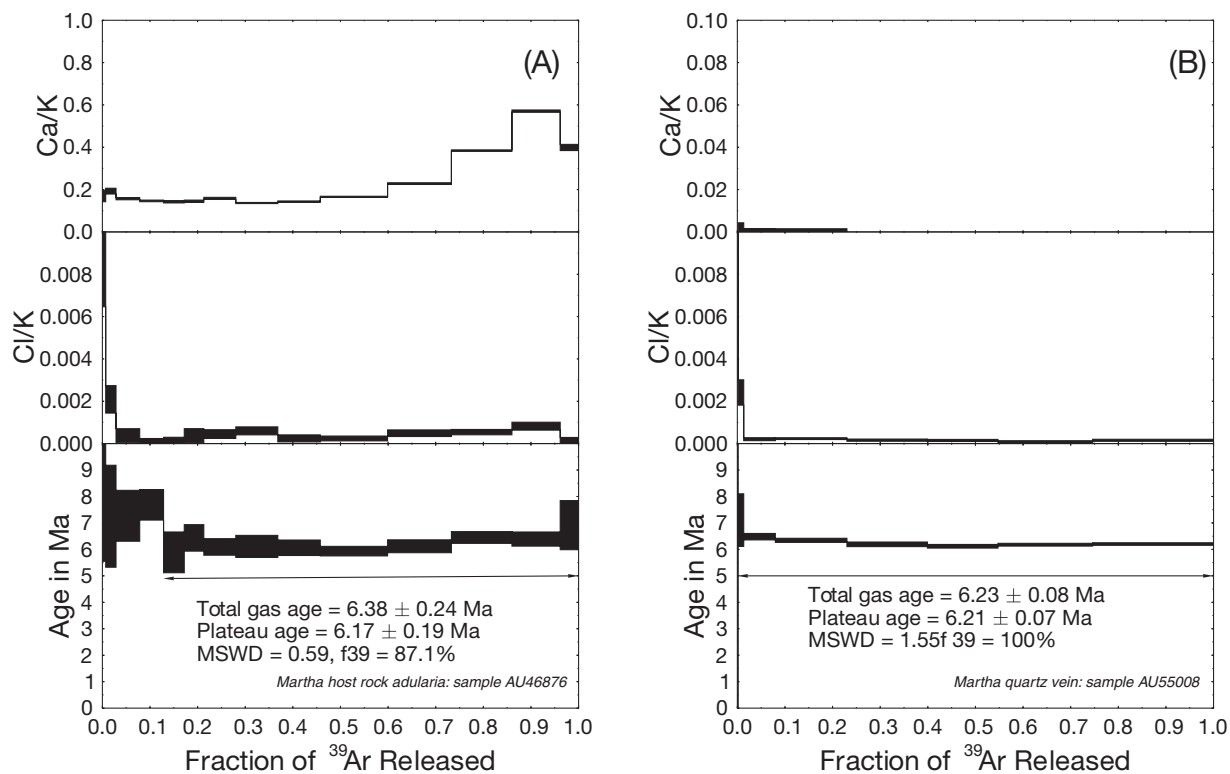 (A)
Ca/K
1.0
0.8
0.6
0.4
0.2
0.0
Cl/K
0.008
0.006
0.004
0.002
0.000
Age in Ma
9
8
7
6
5
4
3
2
1
0
Total gas age = 6.38 ± 0.24 Ma
Plateau age = 6.17 ± 0.19 Ma
MSWD = 0.59, f39 = 87.1%
Martha host rock adularia: sample AU46876
0.0 0.1 0.2 0.3 0.4 0.5 0.6 0.7 0.8 0.9 1.0
Fraction of ³⁹Ar Released
(B)
Ca/K
0.10
0.08
0.06
0.04
0.02
0.00
Cl/K
0.008
0.006
0.004
0.002
0.000
Age in Ma
9
8
7
6
5
4
3
2
1
0
Total gas age = 6.23 ± 0.08 Ma
Plateau age = 6.21 ± 0.07 Ma
MSWD = 1.55f 39 = 100%
Martha quartz vein: sample AU55008
0.0 0.1 0.2 0.3 0.4 0.5 0.6 0.7 0.8 0.9 1.0
Fraction of ³⁹Ar Released